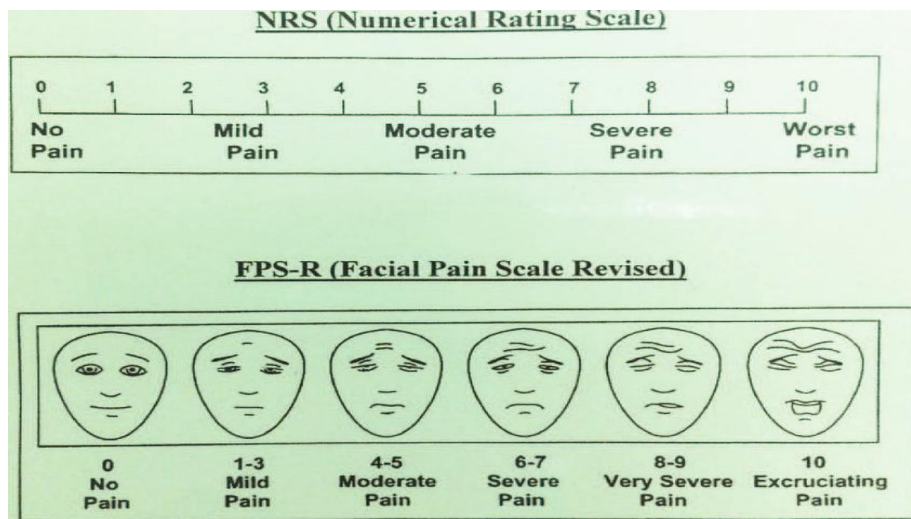 NRS (Numerical Rating Scale)
0 1 2 3 4 5 6 7 8 9 10
No Mild Moderate Severe Worst
Pain Pain Pain Pain Pain
FPS-R (Facial Pain Scale Revised)
0 1-3 4-5 6-7 8-9 10
No Mild Moderate Severe Very Severe Excruciating
Pain Pain Pain Pain Pain Pain